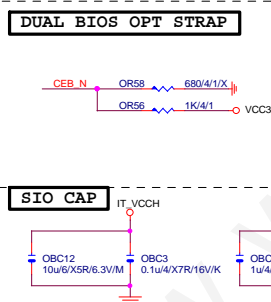 DUAL BIOS OPT STRAP
CEB_N OR58 680/4/1/X
OR56 1K/4/1 VCC3
SIO CAP IT_VCCH
OBC12 OBC3 OBC
10u/6/X5R/6.3V/M 0.1u/4/X7R/16V/K 1u/4/